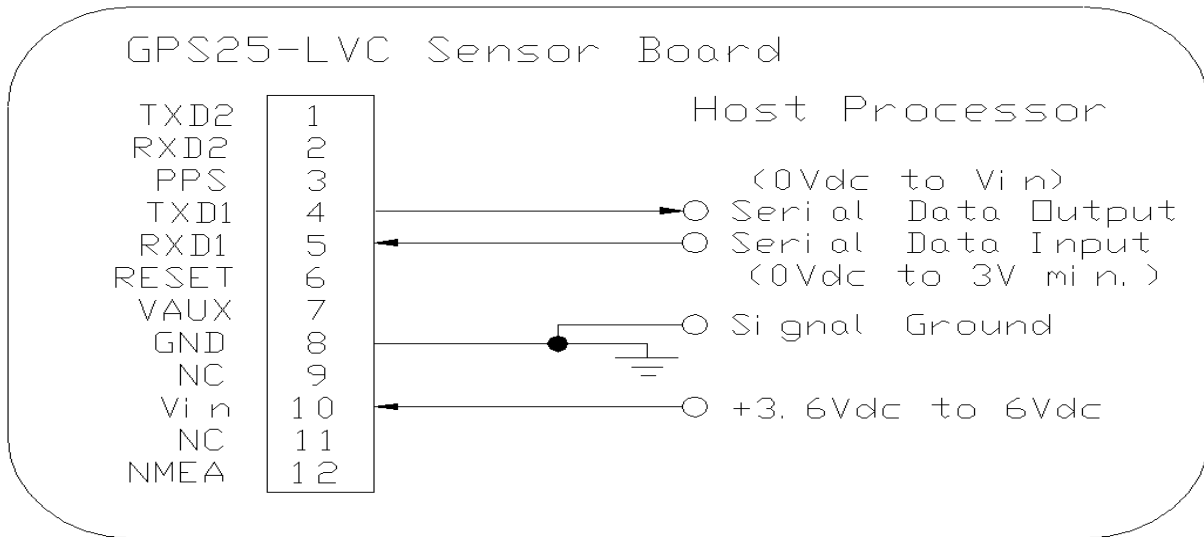 GPS25-LVC Sensor Board
Host Processor
TXD2 1
RXD2 2
PPS 3 (0Vdc to Vin)
TXD1 4 Serial Data Output
RXD1 5 Serial Data Input
RESET 6 (0Vdc to 3V min.)
VAUX 7 Signal Ground
GND 8
NC 9
Vin 10 +3.6Vdc to 6Vdc
NC 11
NMEA 12